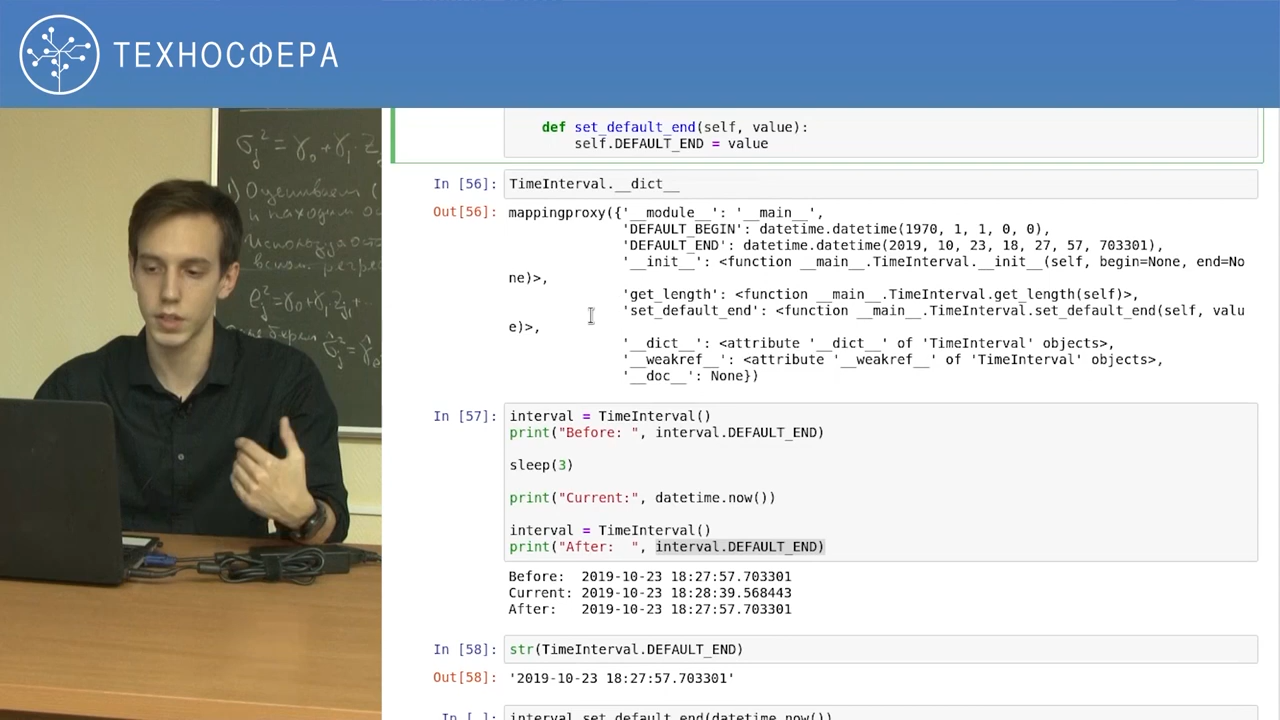 ТЕХНОСФЕРА
def set_default_end(self, value):
self.DEFAULT_END = value
In [56]: TimeInterval.__dict__
Out[56]: mappingproxy({'__module__': '__main__',
'DEFAULT_BEGIN': datetime.datetime(1970, 1, 1, 0, 0),
'DEFAULT_END': datetime.datetime(2019, 10, 23, 18, 27, 57, 703301),
'__init__': <function __main__.TimeInterval.__init__(self, begin=None, end=No
ne)>,
'get_length': <function __main__.TimeInterval.get_length(self)>,
'set_default_end': <function __main__.TimeInterval.set_default_end(self, valu
e)>,
'__dict__': <attribute '__dict__' of 'TimeInterval' objects>,
'__weakref__': <attribute '__weakref__' of 'TimeInterval' objects>,
'__doc__': None})
In [57]: interval = TimeInterval()
print("Before: ", interval.DEFAULT_END)
sleep(3)
print("Current:", datetime.now())
interval = TimeInterval()
print("After:  ", interval.DEFAULT_END)
Before:  2019-10-23 18:27:57.703301
Current: 2019-10-23 18:28:39.568443
After:   2019-10-23 18:27:57.703301
In [58]: str(TimeInterval.DEFAULT_END)
Out[58]: '2019-10-23 18:27:57.703301'
In [ ]: interval.set_default_end(datetime.now())